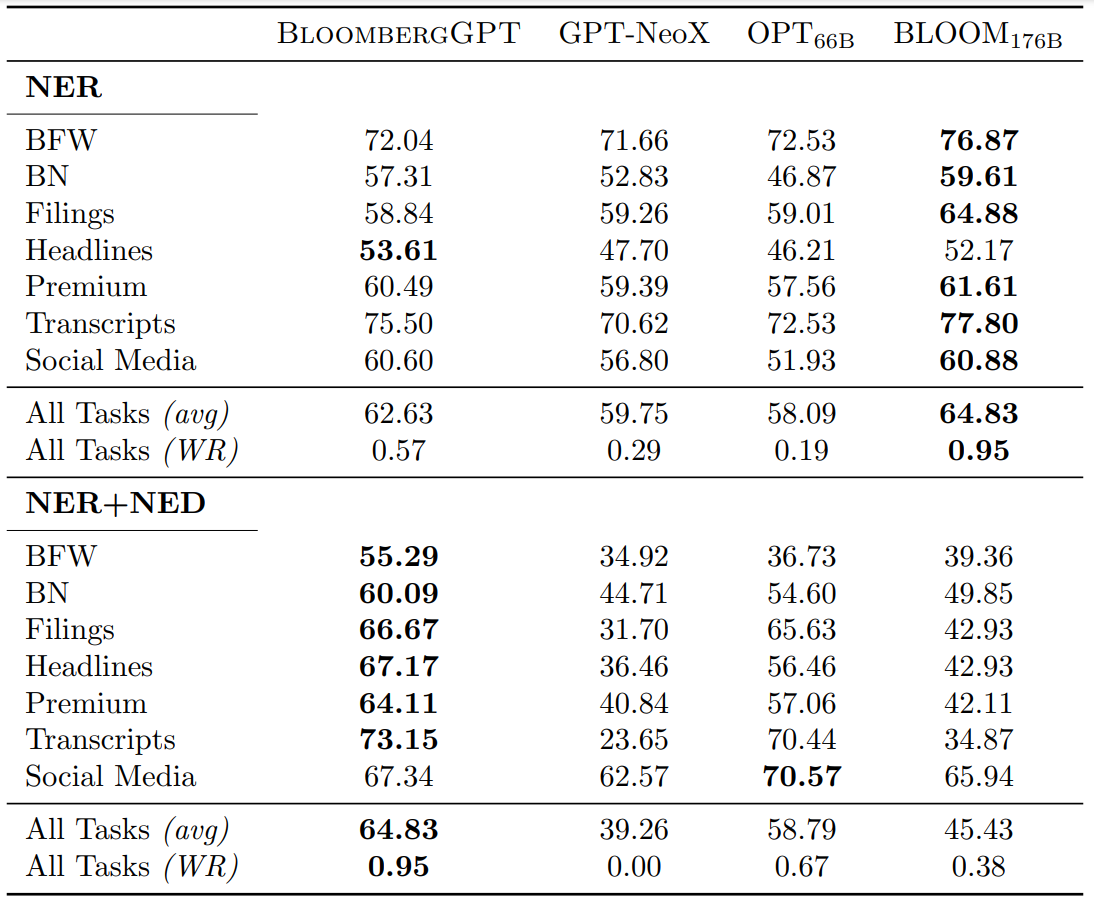 BLOOMBERGGPT GPT-NeoX OPT66B BLOOM176B
NER
BFW 72.04 71.66 72.53 76.87
BN 57.31 52.83 46.87 59.61
Filings 58.84 59.26 59.01 64.88
Headlines 53.61 47.70 46.21 52.17
Premium 60.49 59.39 57.56 61.61
Transcripts 75.50 70.62 72.53 77.80
Social Media 60.60 56.80 51.93 60.88
All Tasks (avg) 62.63 59.75 58.09 64.83
All Tasks (WR) 0.57 0.29 0.19 0.95
NER+NED
BFW 55.29 34.92 36.73 39.36
BN 60.09 44.71 54.60 49.85
Filings 66.67 31.70 65.63 42.93
Headlines 67.17 36.46 56.46 42.93
Premium 64.11 40.84 57.06 42.11
Transcripts 73.15 23.65 70.44 34.87
Social Media 67.34 62.57 70.57 65.94
All Tasks (avg) 64.83 39.26 58.79 45.43
All Tasks (WR) 0.95 0.00 0.67 0.38